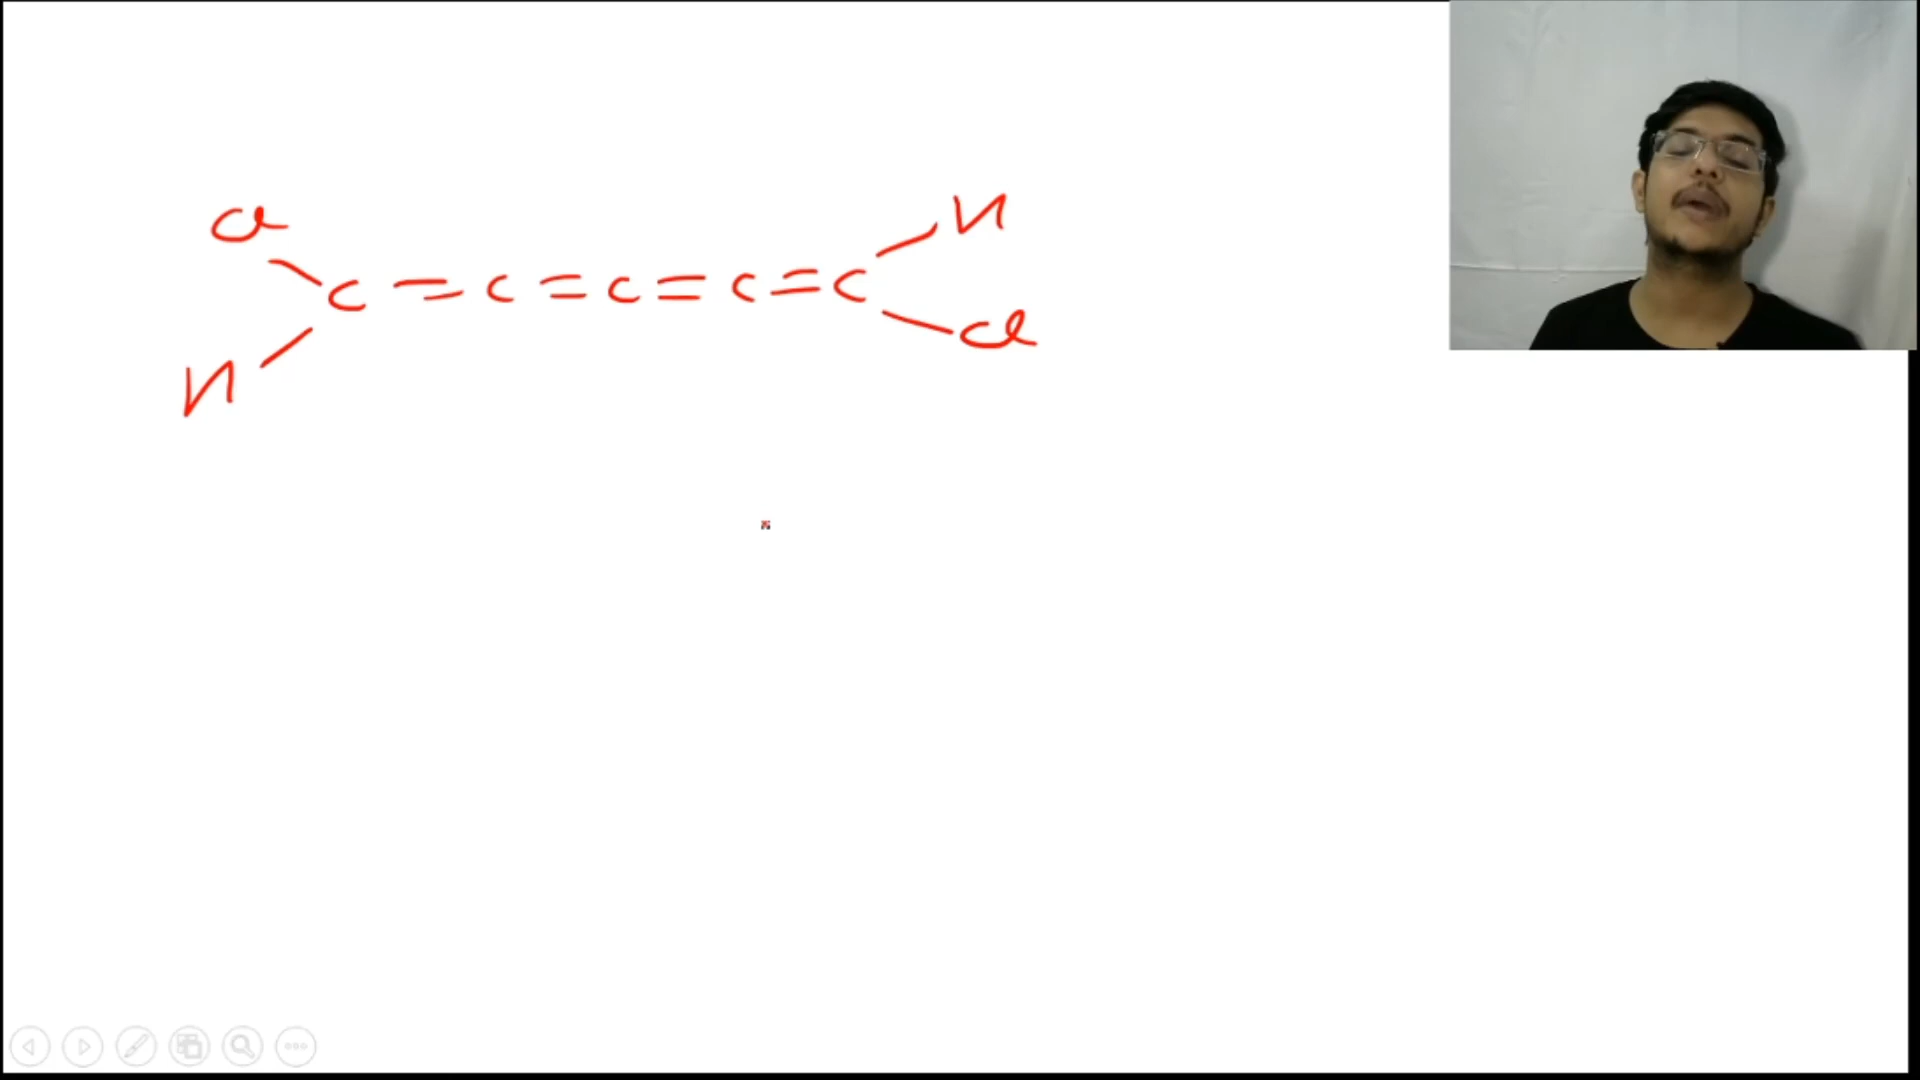 Cl H
C = C = C = C = C
H Cl